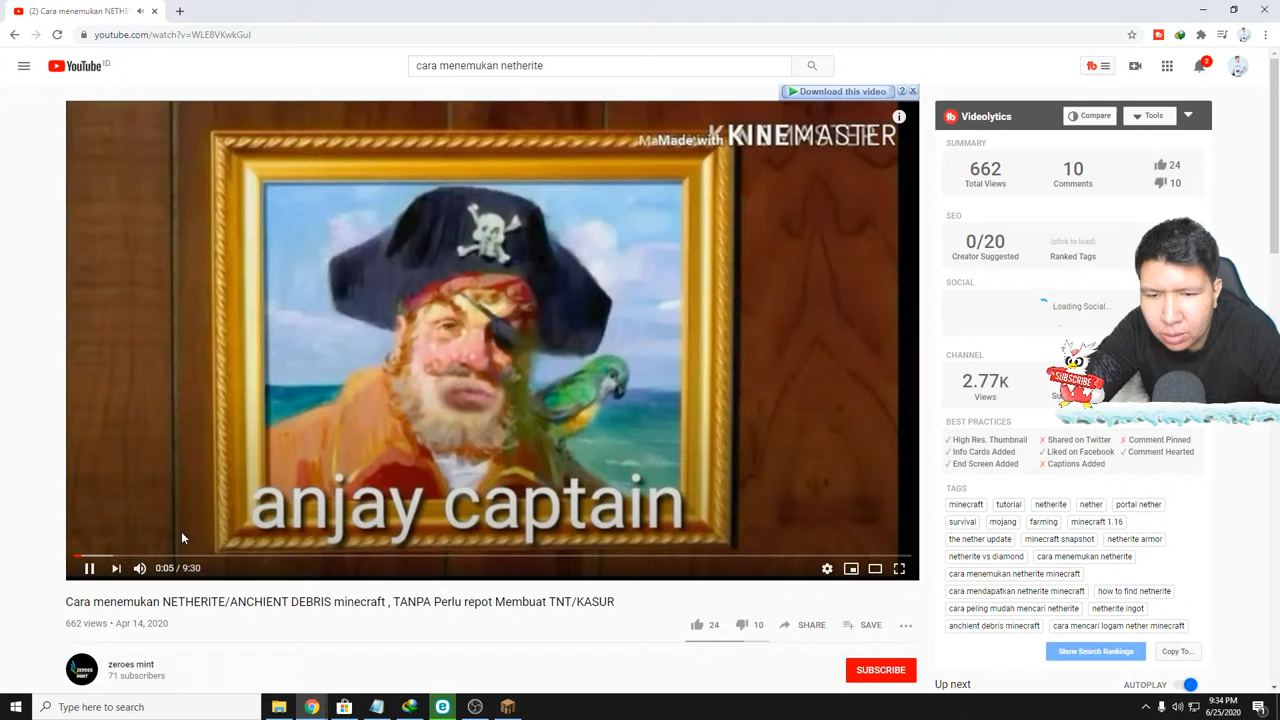 (2) Cara menemukan NETHE
youtube.com/watch?v=WLE8VKwkGuI
YouTube ID
cara menemukan netherite
2
Download this video
?
Made with KINEMASTER
anjay captain
0:05 / 9:30
Cara menemukan NETHERITE/ANCHIENT DEBRIS minecraft , TANPA Perlu repot Membuat TNT/KASUR
662 views • Apr 14, 2020
24
10
SHARE
SAVE
zeroes mint
71 subscribers
ZEROES MINT
SUBSCRIBE
Videolytics
Compare
Tools
SUMMARY
662
Total Views
10
Comments
24
10
SEO
0/20
Creator Suggested
(click to load)
Ranked Tags
SOCIAL
Loading Social...
CHANNEL
2.77K
Views
SUBSCRIBE
BEST PRACTICES
✓ High Res. Thumbnail ✗ Shared on Twitter ✗ Comment Pinned
✓ Info Cards Added ✓ Liked on Facebook ✓ Comment Hearted
✓ End Screen Added ✗ Captions Added
TAGS
minecraft tutorial netherite nether portal nether
survival mojang farming minecraft 1.16
the nether update minecraft snapshot netherite armor
netherite vs diamond cara menemukan netherite
cara menemukan netherite minecraft
cara mendapatkan netherite minecraft how to find netherite
cara peling mudah mencari netherite netherite ingot
anchient debris minecraft cara mencari logam nether minecraft
Show Search Rankings Copy To...
Up next AUTOPLAY
Type here to search
9:34 PM
6/25/2020
1